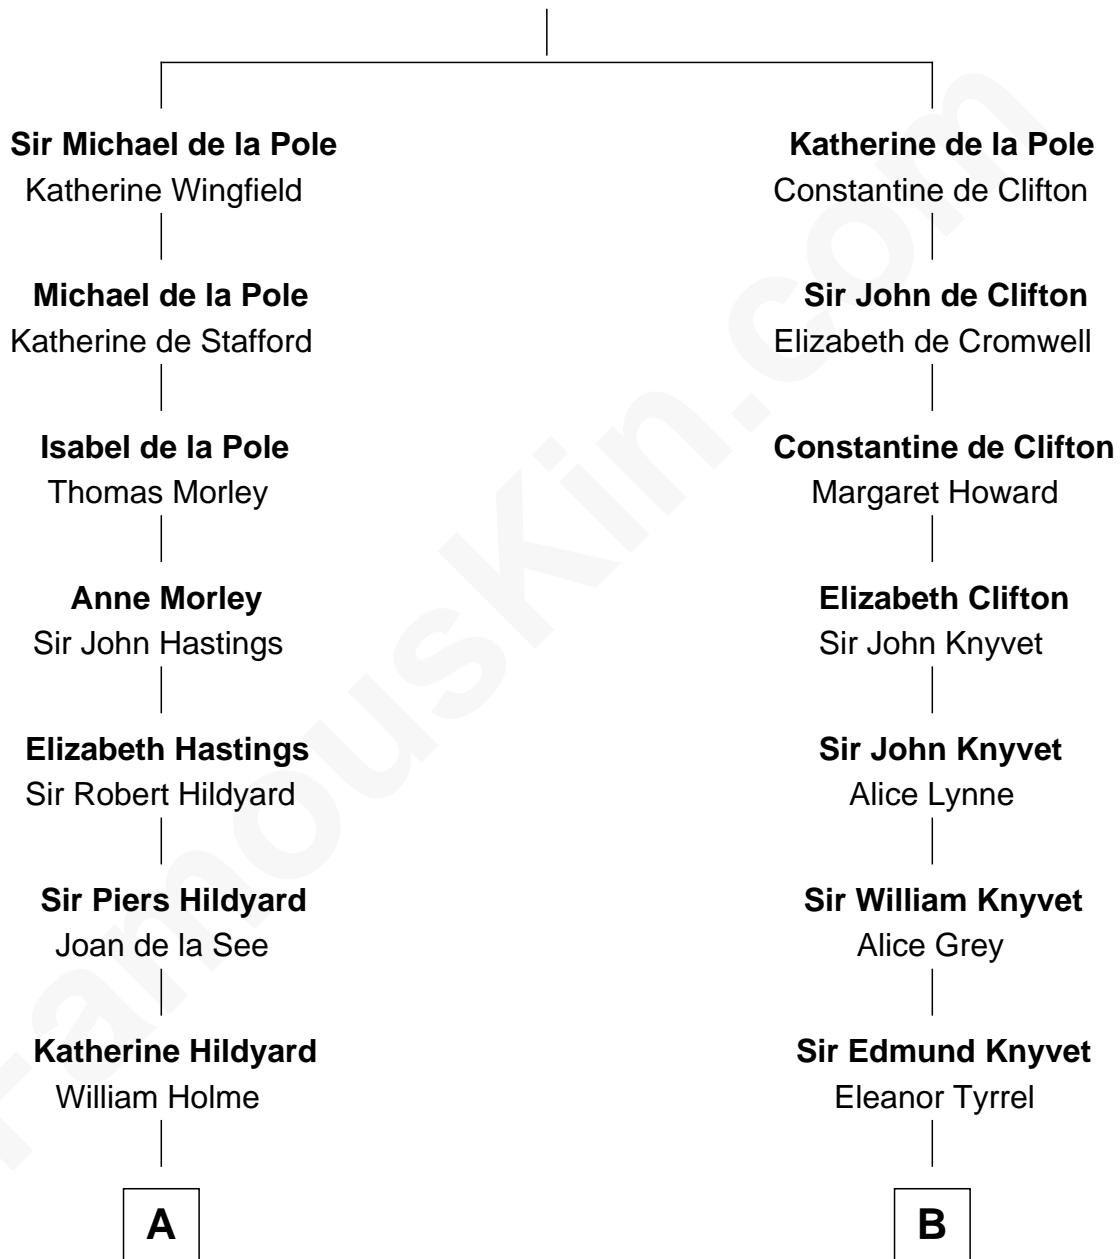 Sir Michael de la Pole
Katherine Wingfield
Katherine de la Pole
Constantine de Clifton
Michael de la Pole
Katherine de Stafford
Sir John de Clifton
Elizabeth de Cromwell
Isabel de la Pole
Thomas Morley
Constantine de Clifton
Margaret Howard
Anne Morley
Sir John Hastings
Elizabeth Clifton
Sir John Knyvet
Elizabeth Hastings
Sir Robert Hildyard
Sir John Knyvet
Alice Lynne
Sir Piers Hildyard
Joan de la See
Sir William Knyvet
Alice Grey
Katherine Hildyard
William Holme
Sir Edmund Knyvet
Eleanor Tyrrel
A
B
FamousKin.com